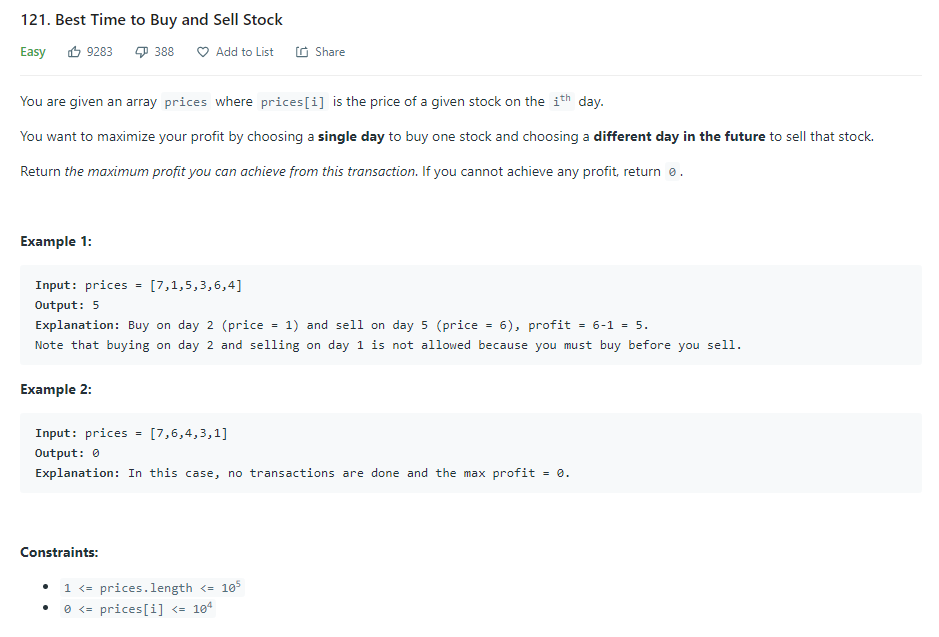 121. Best Time to Buy and Sell Stock
Easy 9283 388 Add to List Share
You are given an array prices where prices[i] is the price of a given stock on the ith day.
You want to maximize your profit by choosing a single day to buy one stock and choosing a different day in the future to sell that stock.
Return the maximum profit you can achieve from this transaction. If you cannot achieve any profit, return 0.
Example 1:
Input: prices = [7,1,5,3,6,4]
Output: 5
Explanation: Buy on day 2 (price = 1) and sell on day 5 (price = 6), profit = 6-1 = 5.
Note that buying on day 2 and selling on day 1 is not allowed because you must buy before you sell.
Example 2:
Input: prices = [7,6,4,3,1]
Output: 0
Explanation: In this case, no transactions are done and the max profit = 0.
Constraints:
• 1 <= prices.length <= 10⁵
• 0 <= prices[i] <= 10⁴